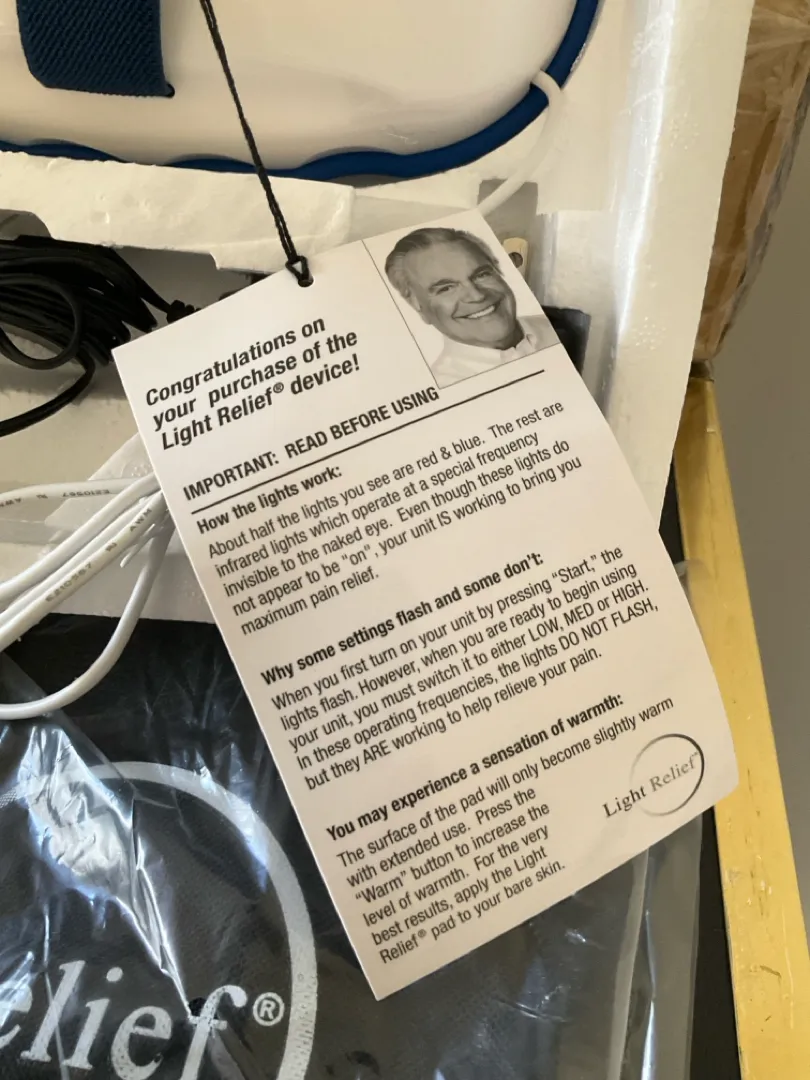 Congratulations on
your purchase of the
Light Relief® device!
IMPORTANT: READ BEFORE USING
How the lights work:
About half the lights you see are red & blue. The rest are
infrared lights which operate at a special frequency
invisible to the naked eye. Even though these lights do
not appear to be "on", your unit IS working to bring you
maximum pain relief.
Why some settings flash and some don't:
When you first turn on your unit by pressing "Start," the
lights flash. However, when you are ready to begin using
your unit, you must switch it to either LOW, MED or HIGH.
In these operating frequencies, the lights DO NOT FLASH,
but they ARE working to help relieve your pain.
You may experience a sensation of warmth:
The surface of the pad will only become slightly warm
with extended use. Press the
"Warm" button to increase the
level of warmth. For the very
best results, apply the Light
Relief® pad to your bare skin.
Light Relief
elief®